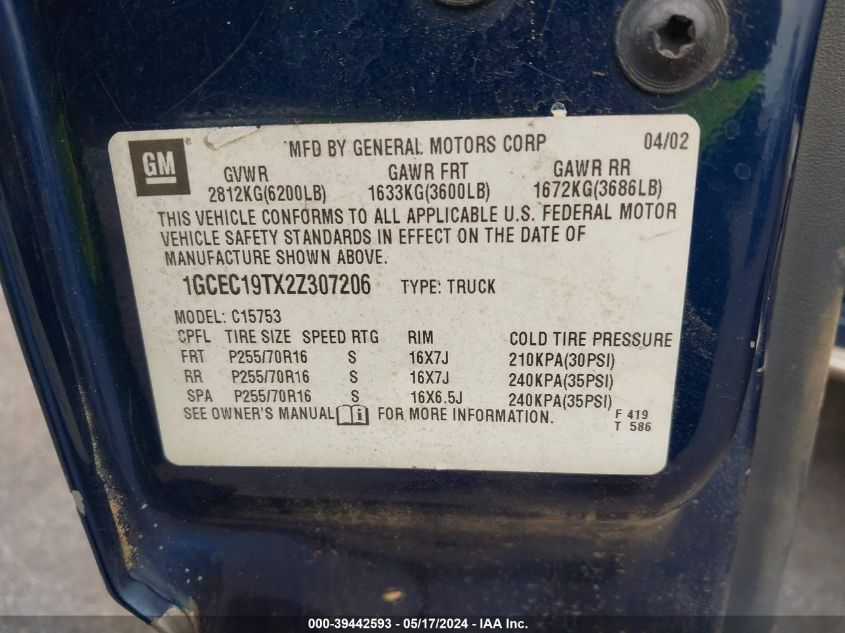 GM
MFD BY GENERAL MOTORS CORP 04/02
GVWR GAWR FRT GAWR RR
2812KG(6200LB) 1633KG(3600LB) 1672KG(3686LB)
THIS VEHICLE CONFORMS TO ALL APPLICABLE U.S. FEDERAL MOTOR
VEHICLE SAFETY STANDARDS IN EFFECT ON THE DATE OF
MANUFACTURE SHOWN ABOVE.
1GCEC19TX2Z307206 TYPE: TRUCK
MODEL: C15753
CPFL TIRE SIZE SPEED RTG RIM COLD TIRE PRESSURE
FRT P255/70R16 S 16X7J 210KPA(30PSI)
RR P255/70R16 S 16X7J 240KPA(35PSI)
SPA P255/70R16 S 16X6.5J 240KPA(35PSI)
SEE OWNER'S MANUAL i FOR MORE INFORMATION. F 419
T 586
000-39442593 - 05/17/2024 - IAA Inc.